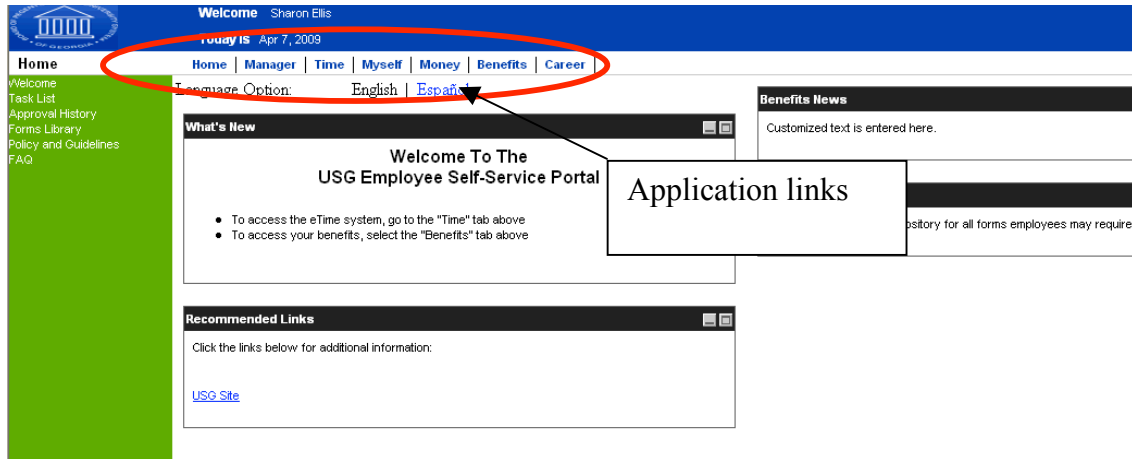 Welcome Sharon Ellis
Today is Apr 7, 2009
Home
Home | Manager | Time | Myself | Money | Benefits | Career |
Welcome
Task List
Approval History
Forms Library
Policy and Guidelines
FAQ
Language Option: English | Español
What's New
Welcome To The
USG Employee Self-Service Portal
● To access the eTime system, go to the "Time" tab above
● To access your benefits, select the "Benefits" tab above
Recommended Links
Click the links below for additional information:
USG Site
Benefits News
Customized text is entered here.
Application links
for all forms employees may require
OF GEORGIA